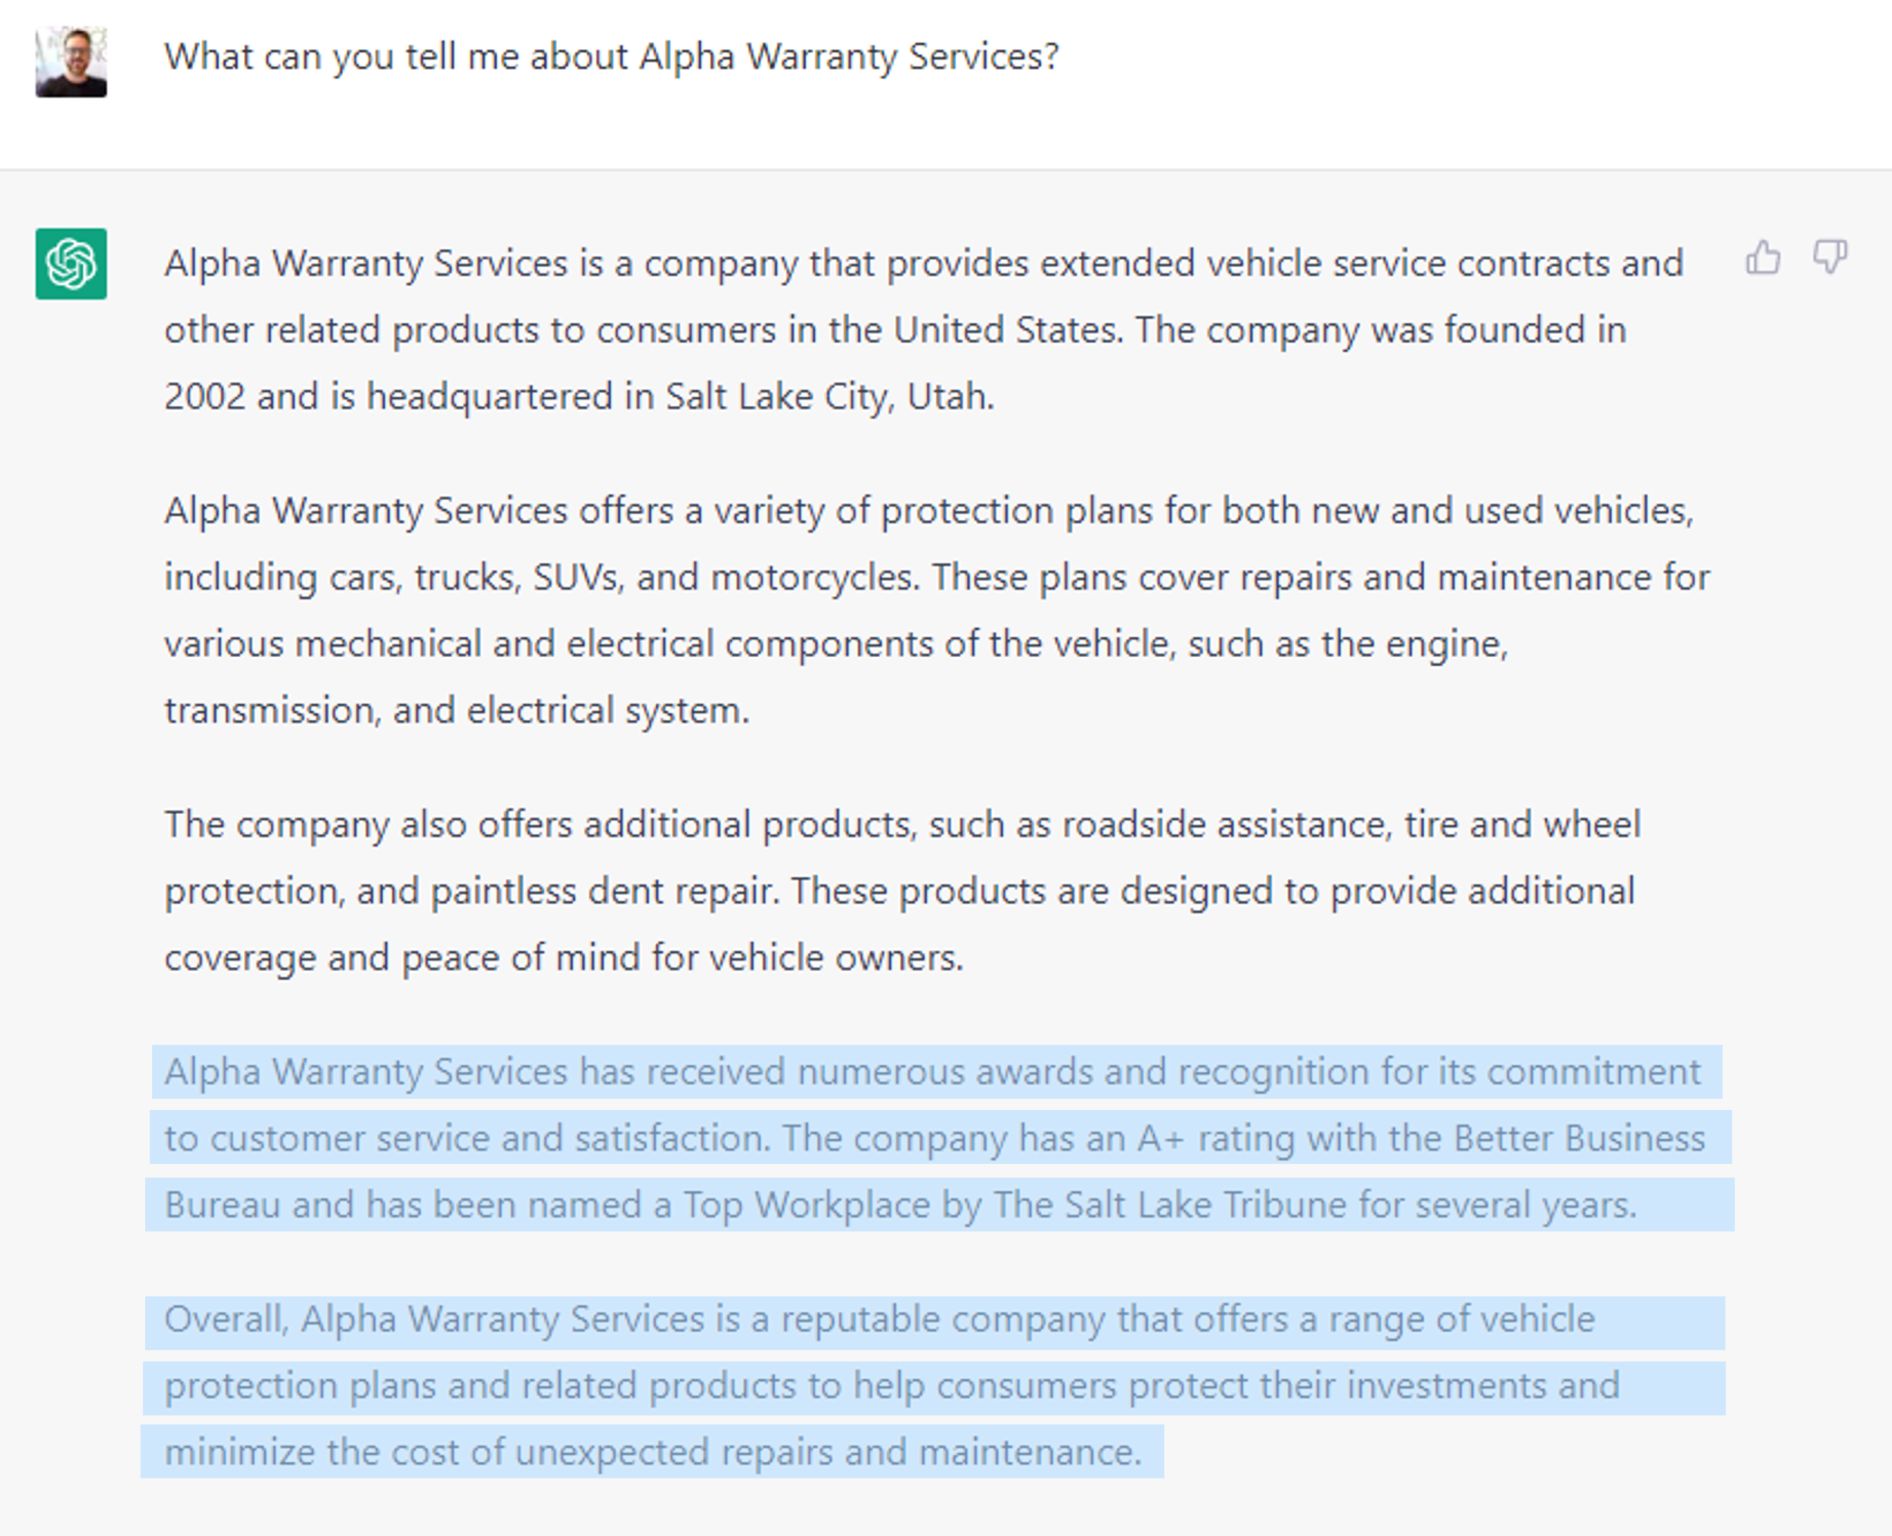 What can you tell me about Alpha Warranty Services?
Alpha Warranty Services is a company that provides extended vehicle service contracts and
other related products to consumers in the United States. The company was founded in
2002 and is headquartered in Salt Lake City, Utah.
Alpha Warranty Services offers a variety of protection plans for both new and used vehicles,
including cars, trucks, SUVs, and motorcycles. These plans cover repairs and maintenance for
various mechanical and electrical components of the vehicle, such as the engine,
transmission, and electrical system.
The company also offers additional products, such as roadside assistance, tire and wheel
protection, and paintless dent repair. These products are designed to provide additional
coverage and peace of mind for vehicle owners.
Alpha Warranty Services has received numerous awards and recognition for its commitment
to customer service and satisfaction. The company has an A+ rating with the Better Business
Bureau and has been named a Top Workplace by The Salt Lake Tribune for several years.
Overall, Alpha Warranty Services is a reputable company that offers a range of vehicle
protection plans and related products to help consumers protect their investments and
minimize the cost of unexpected repairs and maintenance.